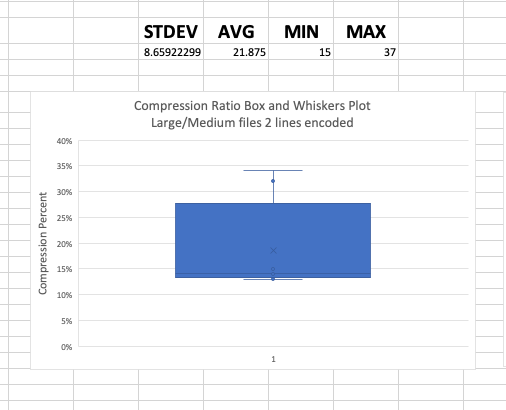 STDEV AVG MIN MAX
8.65922299 21.875 15 37
Compression Ratio Box and Whiskers Plot
Large/Medium files 2 lines encoded
Compression Percent
40%
35%
30%
25%
20%
15%
10%
5%
0%
1